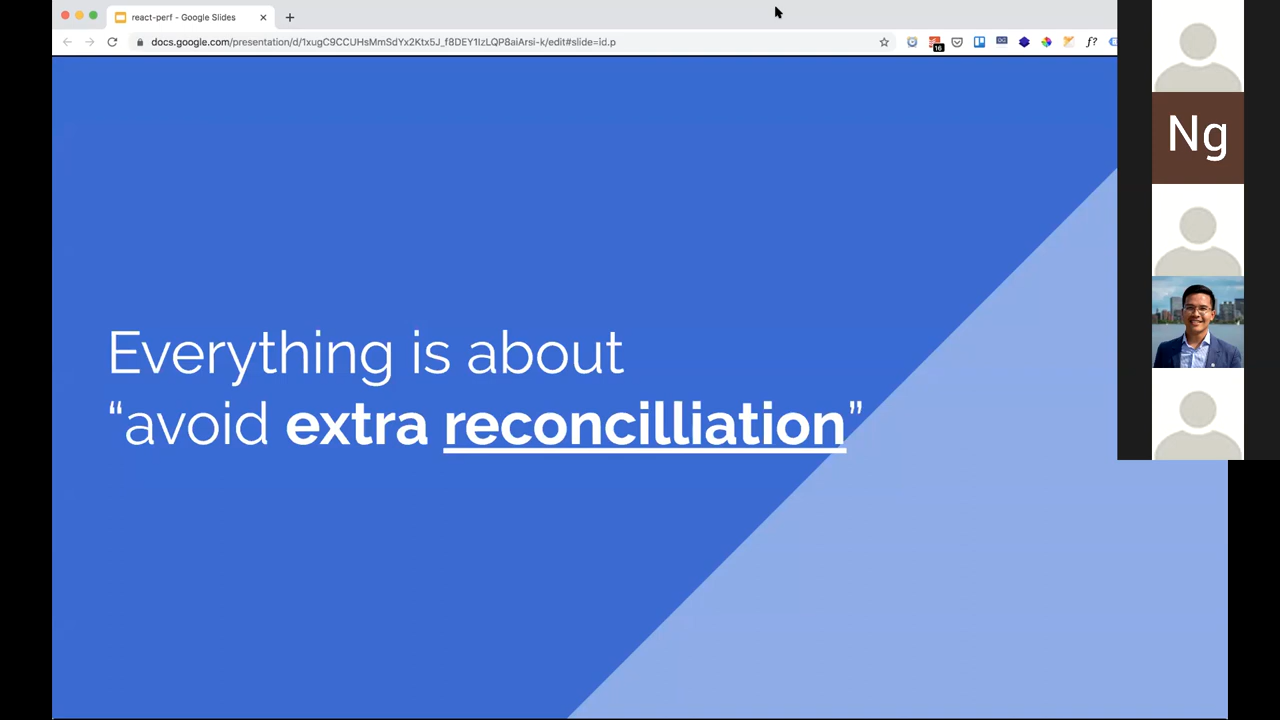 react-perf - Google Slides
docs.google.com/presentation/d/1xugC9CCUHsMmSdYx2Ktx5J_f8DEY1IzLQP8aiArsi-k/edit#slide=id.p
16
f?
Ng
Everything is about
“avoid extra reconcilliation”